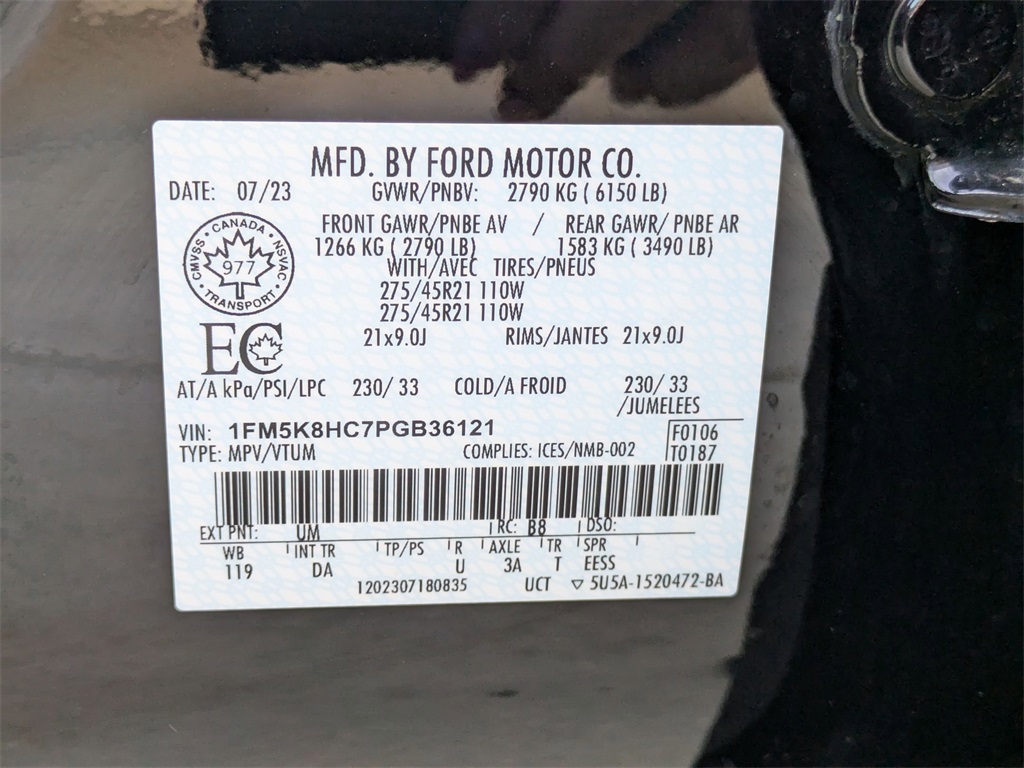 MFD. BY FORD MOTOR CO.
DATE: 07/23 GVWR/PNBV: 2790 KG ( 6150 LB)
FRONT GAWR/PNBE AV / REAR GAWR/ PNBE AR
1266 KG ( 2790 LB) 1583 KG ( 3490 LB)
WITH/AVEC TIRES/PNEUS
275/45R21 110W
275/45R21 110W
21x9.0J RIMS/JANTES 21x9.0J
CMVSS • CANADA • NSVAC • TRANSPORT •
977
EC
AT/A kPa/PSI/LPC 230/ 33 COLD/A FROID 230/ 33
/JUMELEES
VIN: 1FM5K8HC7PGB36121 F0106
TYPE: MPV/VTUM COMPLIES: ICES/NMB-002 T0187
EXT PNT: UM RC: B8 DSO:
WB INT TR TP/PS R AXLE TR SPR
119 DA U 3A T EESS
1202307180835 UCT ▽ 5U5A-1520472-BA